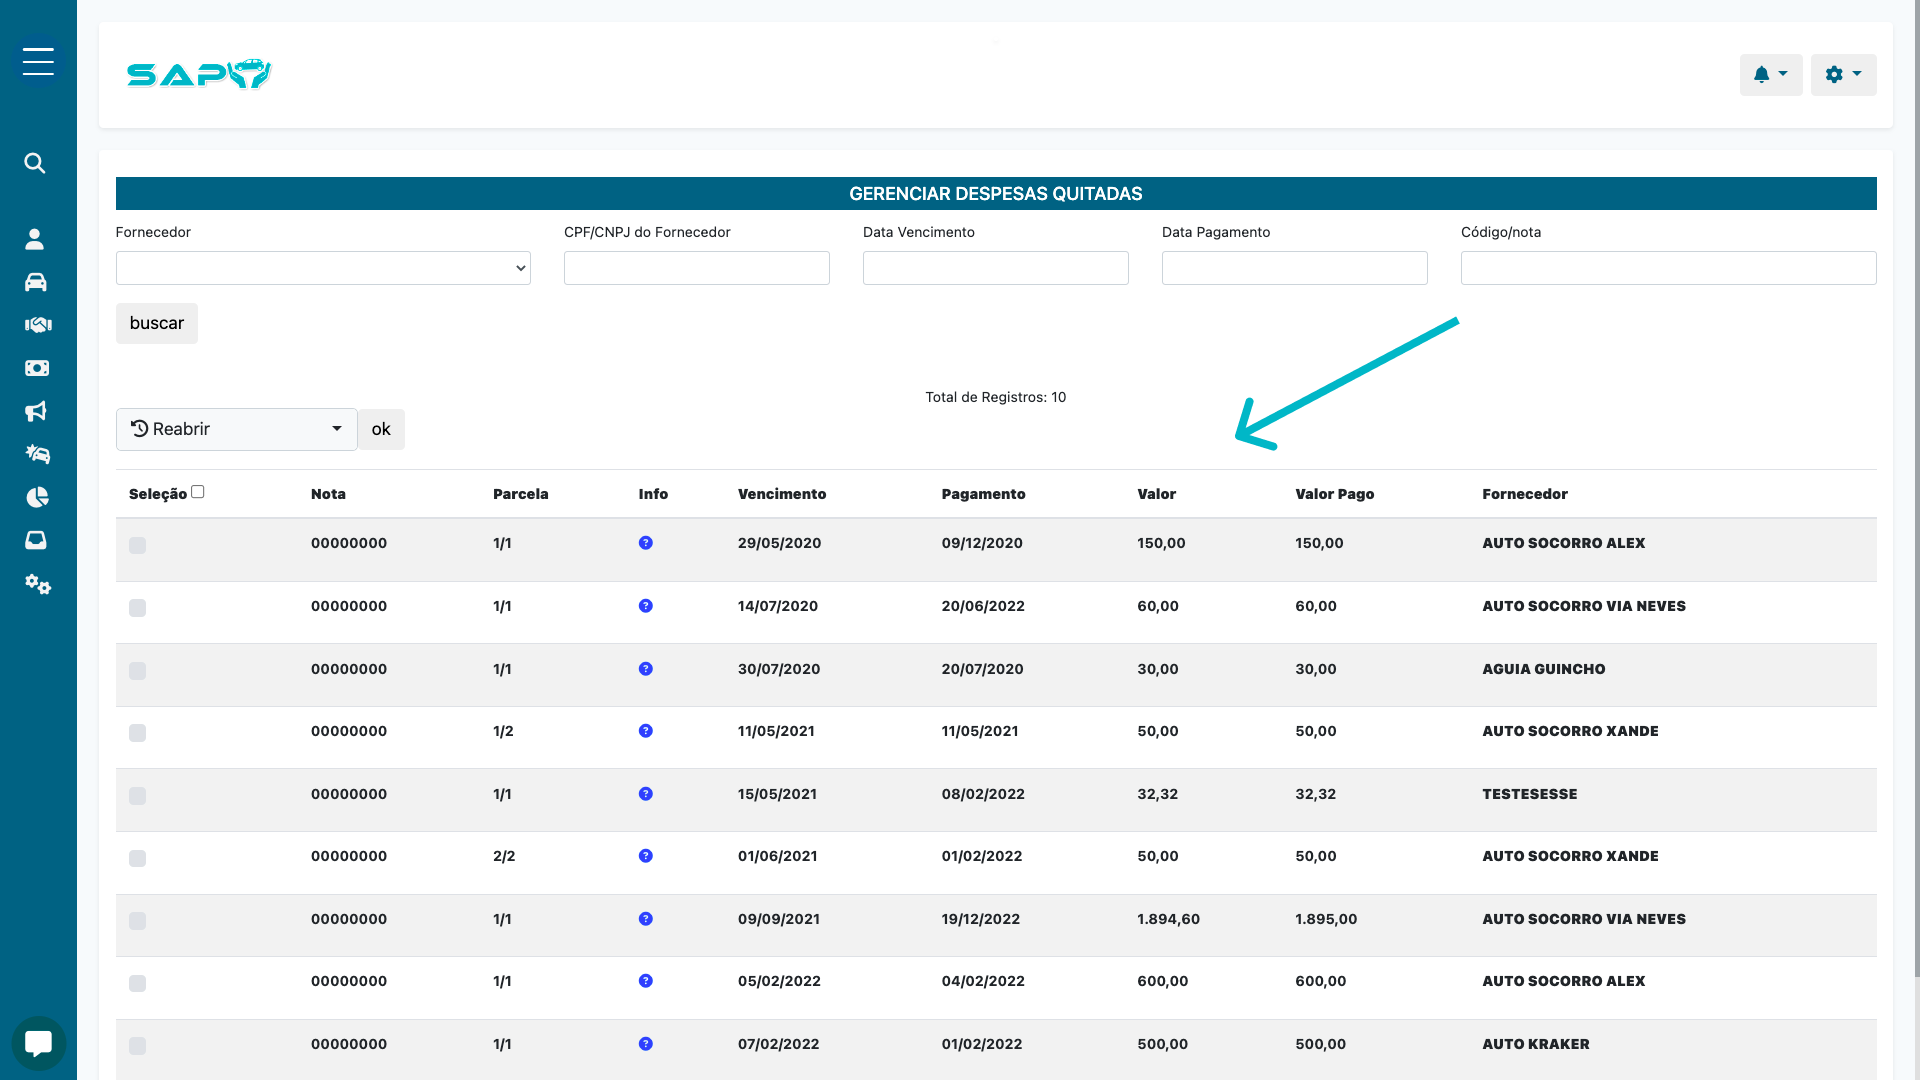 SAPY
GERENCIAR DESPESAS QUITADAS
Fornecedor CPF/CNPJ do Fornecedor Data Vencimento Data Pagamento Código/nota
buscar
Total de Registros: 10
Reabrir ok
Seleção Nota Parcela Info Vencimento Pagamento Valor Valor Pago Fornecedor
00000000 1/1 ? 29/05/2020 09/12/2020 150,00 150,00 AUTO SOCORRO ALEX
00000000 1/1 ? 14/07/2020 20/06/2022 60,00 60,00 AUTO SOCORRO VIA NEVES
00000000 1/1 ? 30/07/2020 20/07/2020 30,00 30,00 AGUIA GUINCHO
00000000 1/2 ? 11/05/2021 11/05/2021 50,00 50,00 AUTO SOCORRO XANDE
00000000 1/1 ? 15/05/2021 08/02/2022 32,32 32,32 TESTESESSE
00000000 2/2 ? 01/06/2021 01/02/2022 50,00 50,00 AUTO SOCORRO XANDE
00000000 1/1 ? 09/09/2021 19/12/2022 1.894,60 1.895,00 AUTO SOCORRO VIA NEVES
00000000 1/1 ? 05/02/2022 04/02/2022 600,00 600,00 AUTO SOCORRO ALEX
00000000 1/1 ? 07/02/2022 01/02/2022 500,00 500,00 AUTO KRAKER